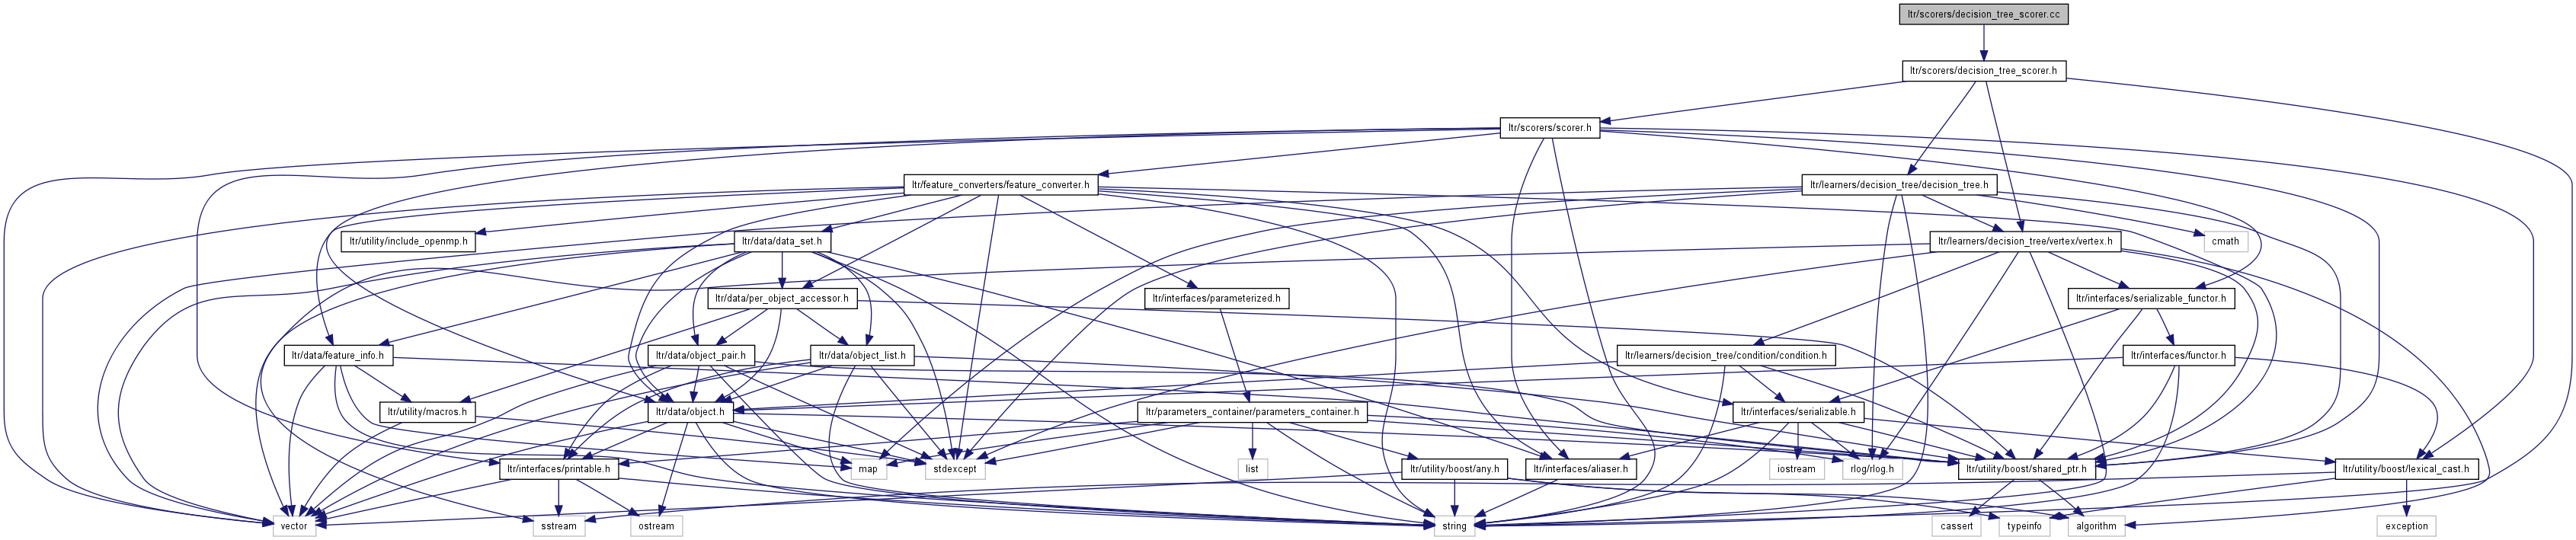 ltr/scorers/decision_tree_scorer.cc
ltr/scorers/decision_tree_scorer.h
ltr/scorers/scorer.h
ltr/feature_converters/feature_converter.h
ltr/learners/decision_tree/decision_tree.h
ltr/utility/include_openmp.h
ltr/data/data_set.h
ltr/learners/decision_tree/vertex/vertex.h
cmath
ltr/data/per_object_accessor.h
ltr/interfaces/parameterized.h
ltr/interfaces/serializable_functor.h
ltr/data/feature_info.h
ltr/data/object_pair.h
ltr/data/object_list.h
ltr/learners/decision_tree/condition/condition.h
ltr/interfaces/functor.h
ltr/utility/macros.h
ltr/data/object.h
ltr/parameters_container/parameters_container.h
ltr/interfaces/serializable.h
ltr/interfaces/printable.h
map
stdexcept
list
ltr/utility/boost/any.h
ltr/interfaces/aliaser.h
iostream
rlog/rlog.h
ltr/utility/boost/shared_ptr.h
ltr/utility/boost/lexical_cast.h
vector
sstream
ostream
string
cassert
typeinfo
algorithm
exception